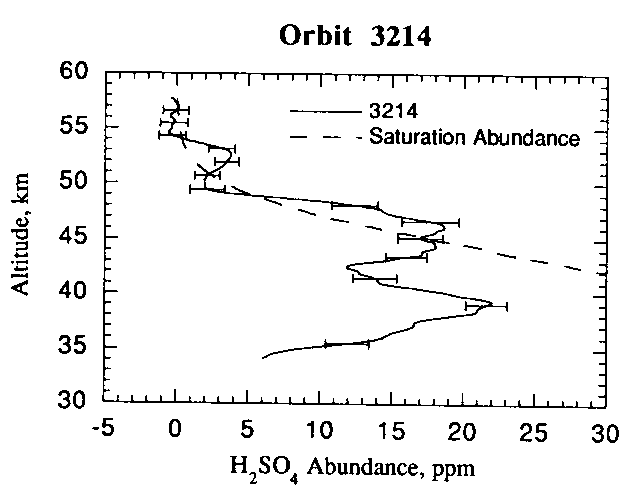 Orbit 3214
60
55
50
45
40
35
30
Altitude, km
3214
Saturation Abundance
-5 0 5 10 15 20 25 30
H₂SO₄ Abundance, ppm